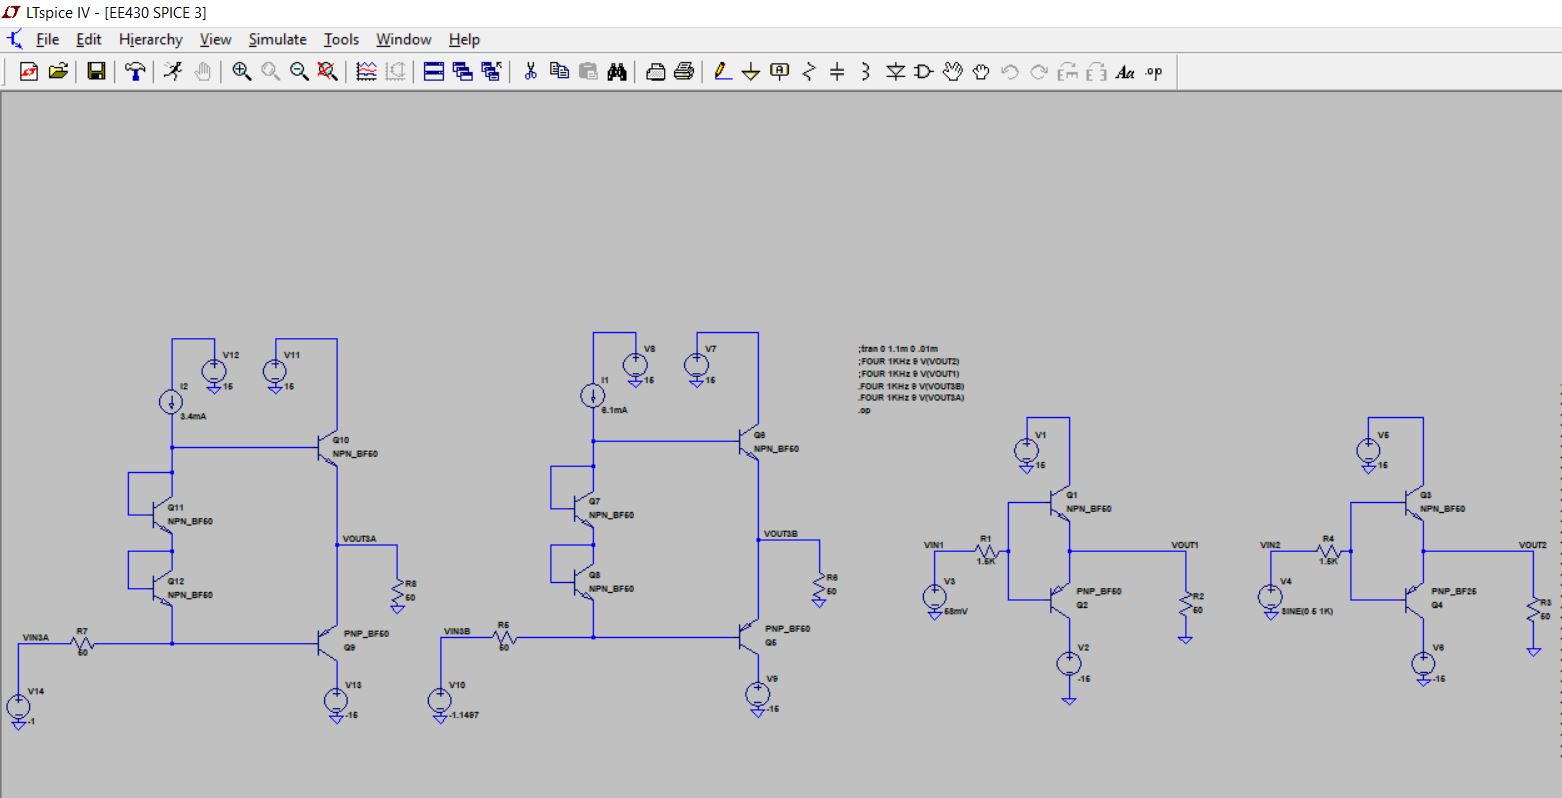 LTspice IV - [EE430 SPICE 3]
File Edit Hierarchy View Simulate Tools Window Help
Aa .op
V12
15
V11
15
I2
3.4mA
Q10
NPN_BF50
Q11
NPN_BF50
Q12
NPN_BF50
VOUT3A
R8
50
VIN3A
R7
50
PNP_BF50
Q9
V14
-1
V13
-15
V8
15
V7
15
I1
6.1mA
Q6
NPN_BF50
Q7
NPN_BF50
Q8
NPN_BF50
VOUT3B
R6
50
VIN3B
R5
50
PNP_BF50
Q5
V10
-1.1497
V9
-15
;tran 0 1.1m 0 .01m
;FOUR 1KHz 9 V(VOUT2)
;FOUR 1KHz 9 V(VOUT1)
.FOUR 1KHz 9 V(VOUT3B)
.FOUR 1KHz 9 V(VOUT3A)
.op
V1
15
Q1
NPN_BF50
VIN1
R1
1.5K
VOUT1
V3
58mV
PNP_BF50
Q2
R2
50
V2
-15
V5
15
Q3
NPN_BF50
VIN2
R4
1.5K
VOUT2
V4
SINE(0 5 1K)
PNP_BF25
Q4
R3
50
V6
-15